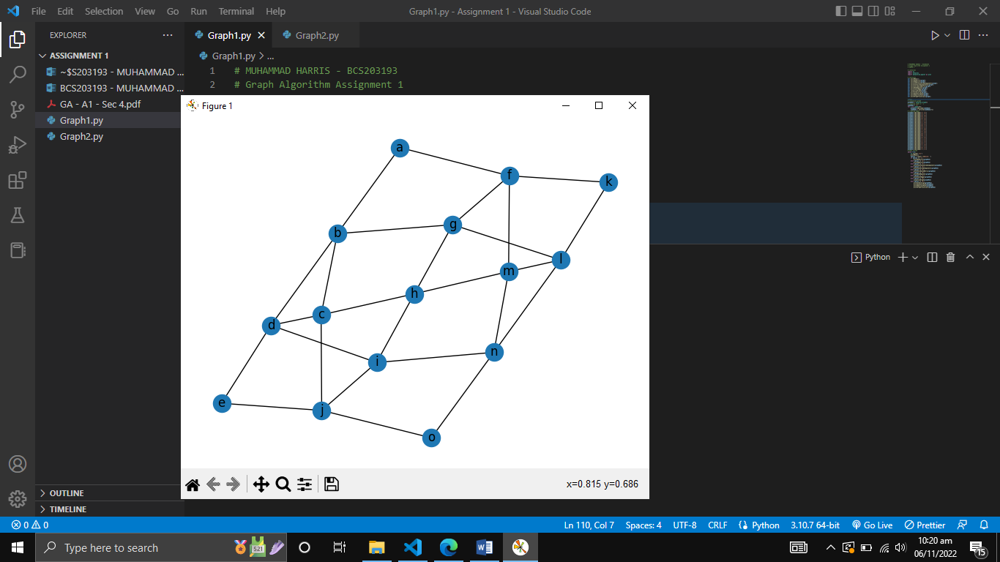 File Edit Selection View Go Run Terminal Help Graph1.py - Assignment 1 - Visual Studio Code
EXPLORER ... Graph1.py Graph2.py
ASSIGNMENT 1
~$S203193 - MUHAMMAD ...
BCS203193 - MUHAMMAD ...
GA - A1 - Sec 4.pdf
Graph1.py
Graph2.py
Graph1.py > ...
1 # MUHAMMAD HARRIS - BCS203193
2 # Graph Algorithm Assignment 1
Figure 1
a
f
k
g
b
l
m
h
c
d
n
i
e
j
o
x=0.815 y=0.686
Python
OUTLINE
TIMELINE
0 0 Ln 110, Col 7 Spaces: 4 UTF-8 CRLF Python 3.10.7 64-bit Go Live Prettier
Type here to search
521
10:20 am
06/11/2022
15